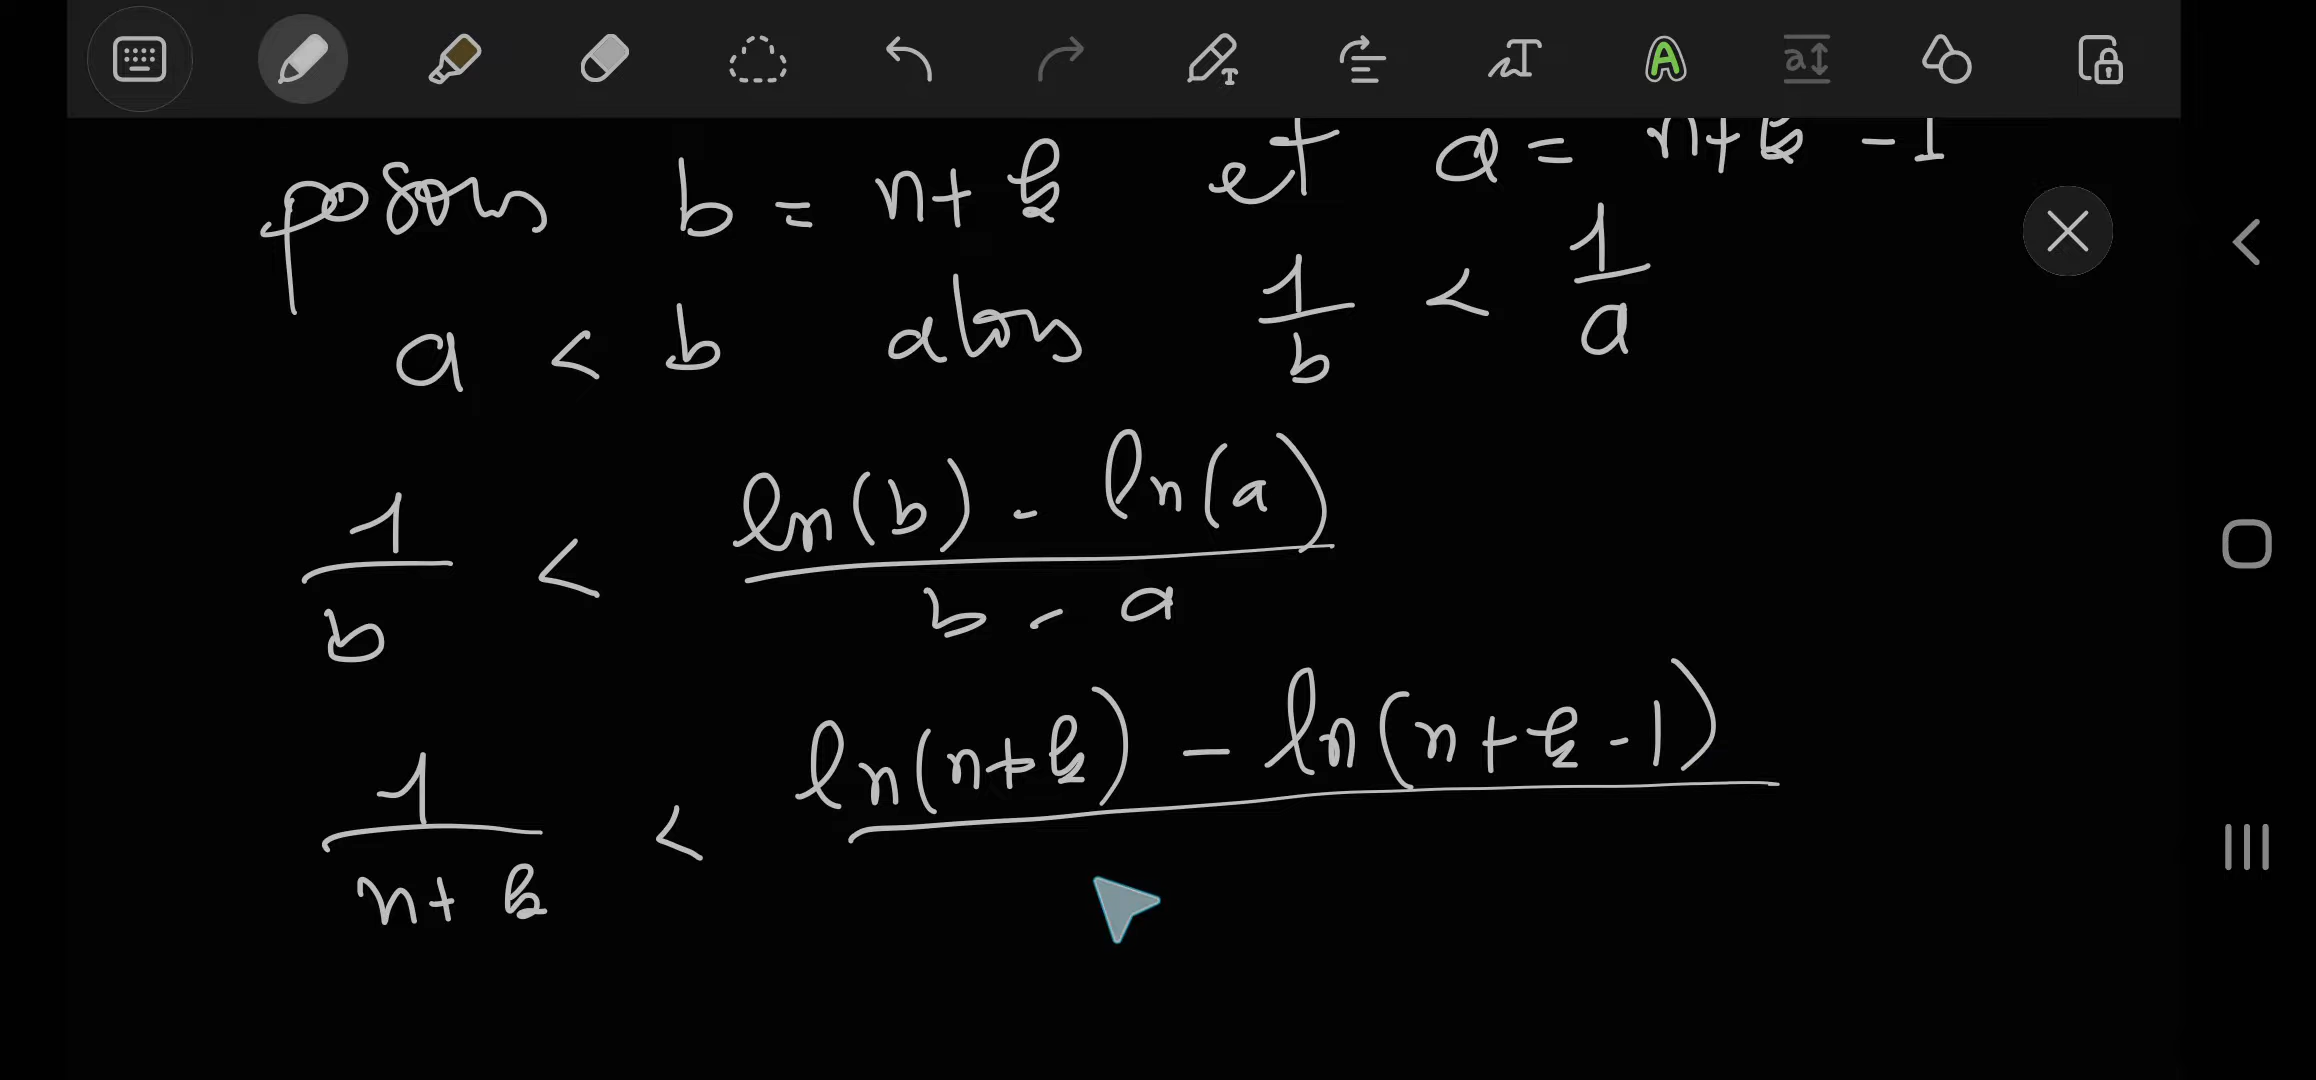 posons b = n+k et a = n+k -1
a < b alors 1/b < 1/a
1/b < (ln(b) - ln(a))/(b - a)
1/(n+k) < ln(n+k) - ln(n+k-1)